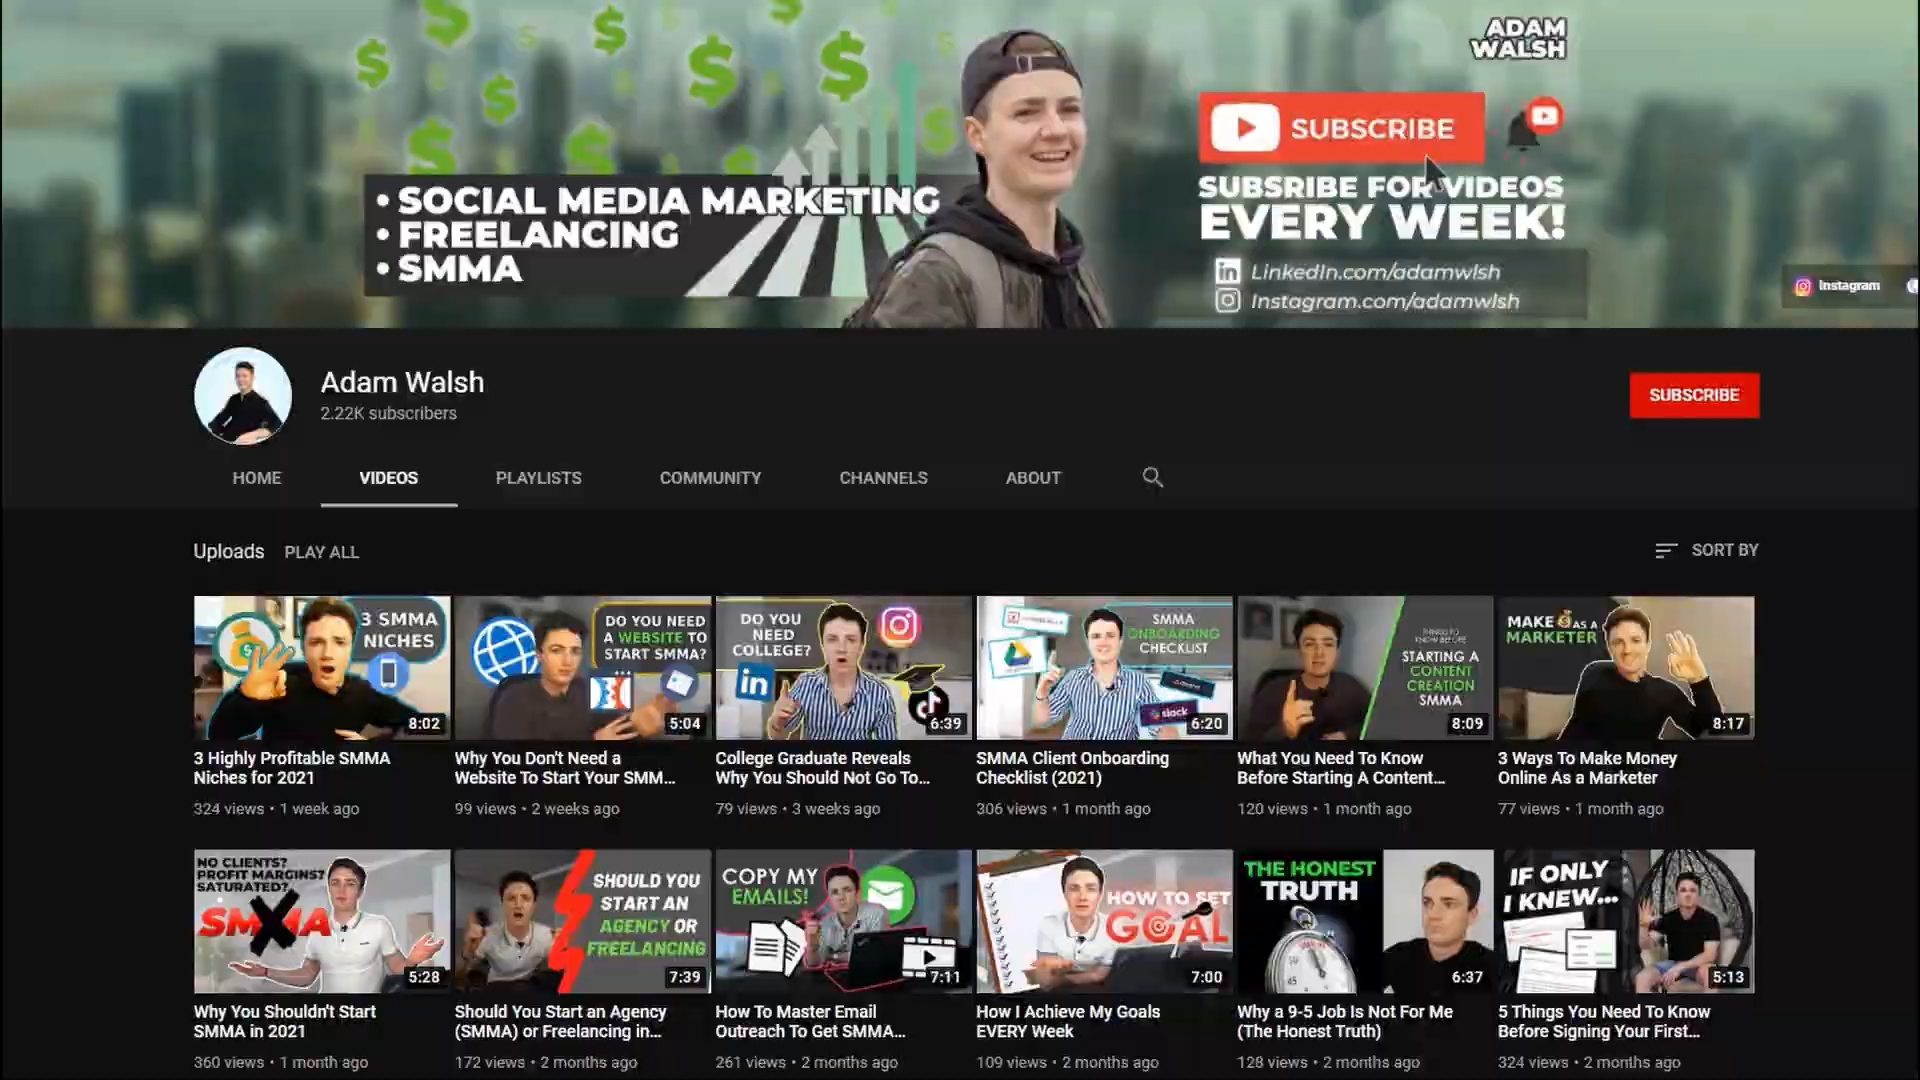 ADAM
WALSH
SUBSCRIBE
SUBSRIBE FOR VIDEOS
EVERY WEEK!
• SOCIAL MEDIA MARKETING
• FREELANCING
• SMMA
LinkedIn.com/adamwlsh
Instagram.com/adamwlsh
Instagram
Adam Walsh
2.22K subscribers
SUBSCRIBE
HOME VIDEOS PLAYLISTS COMMUNITY CHANNELS ABOUT
Uploads PLAY ALL SORT BY
3 SMMA
NICHES
8:02
DO YOU NEED
A WEBSITE TO
START SMMA?
5:04
DO YOU
NEED
COLLEGE?
6:39
SMMA
ONBOARDING
CHECKLIST
slack
6:20
THINGS TO
KNOW BEFORE
STARTING A
CONTENT
CREATION
SMMA
8:09
MAKE AS A
MARKETER
8:17
3 Highly Profitable SMMA
Niches for 2021
324 views • 1 week ago
Why You Don't Need a
Website To Start Your SMM...
99 views • 2 weeks ago
College Graduate Reveals
Why You Should Not Go To...
79 views • 3 weeks ago
SMMA Client Onboarding
Checklist (2021)
306 views • 1 month ago
What You Need To Know
Before Starting A Content...
120 views • 1 month ago
3 Ways To Make Money
Online As a Marketer
77 views • 1 month ago
NO CLIENTS?
PROFIT MARGINS?
SATURATED?
SMMA
5:28
SHOULD YOU
START AN
AGENCY OR
FREELANCING
7:39
COPY MY
EMAILS!
7:11
HOW TO SET
GOAL
7:00
THE HONEST
TRUTH
45
6:37
IF ONLY
I KNEW...
5:13
Why You Shouldn't Start
SMMA in 2021
360 views • 1 month ago
Should You Start an Agency
(SMMA) or Freelancing in...
172 views • 2 months ago
How To Master Email
Outreach To Get SMMA...
261 views • 2 months ago
How I Achieve My Goals
EVERY Week
109 views • 2 months ago
Why a 9-5 Job Is Not For Me
(The Honest Truth)
128 views • 2 months ago
5 Things You Need To Know
Before Signing Your First...
324 views • 2 months ago